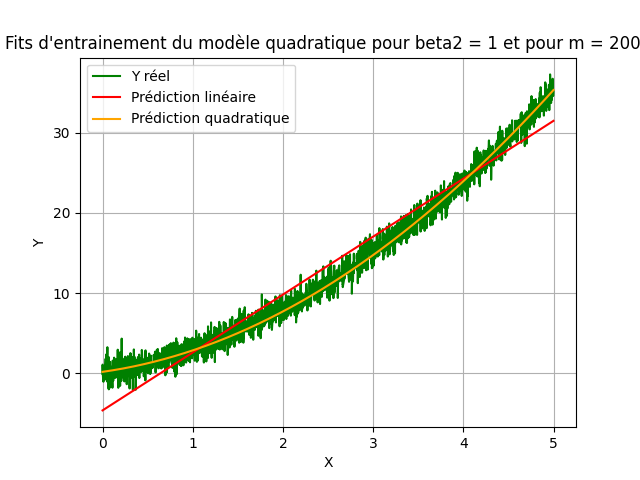 Fits d'entrainement du modèle quadratique pour beta2 = 1 et pour m = 200
Y réel
Prédiction linéaire
Prédiction quadratique
30
20
10
0
Y
0 1 2 3 4 5
X